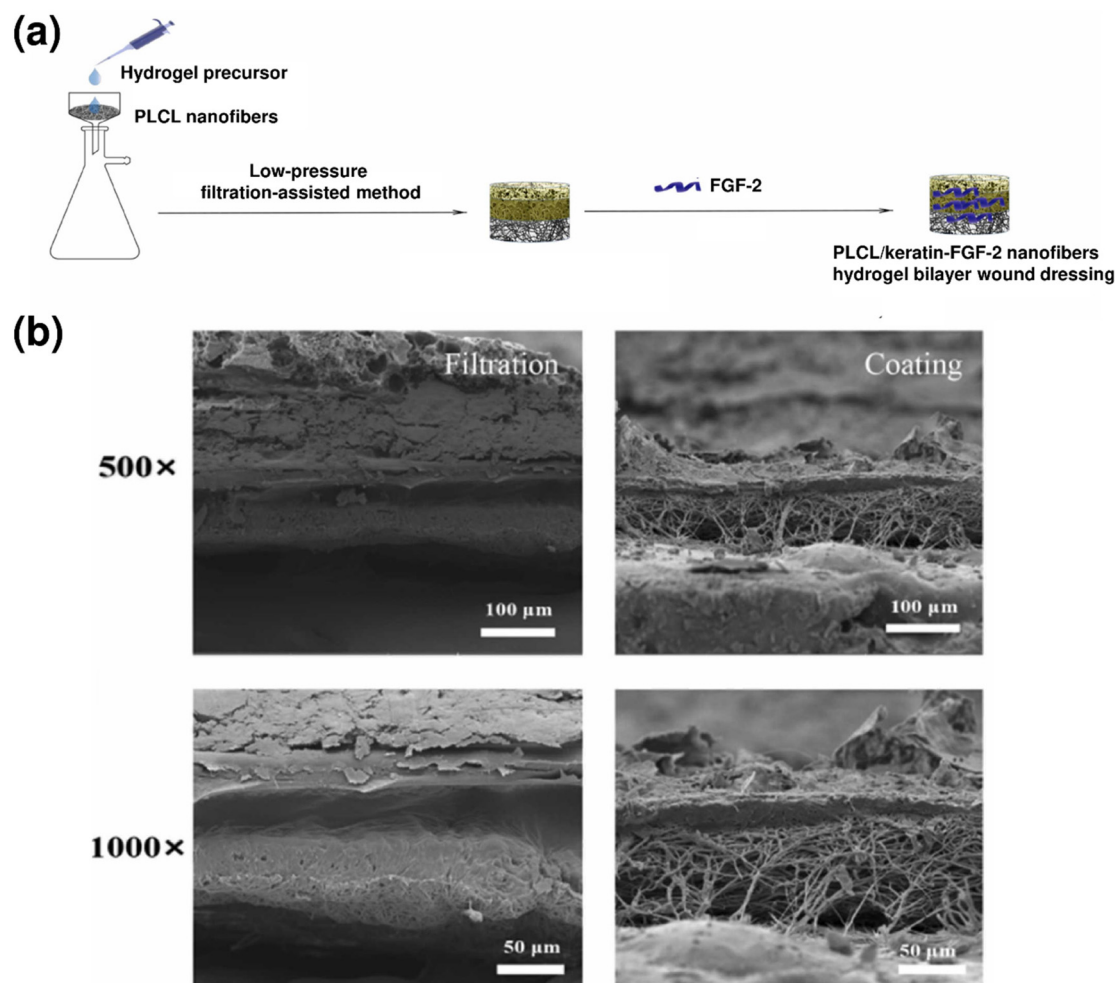 (a)
Hydrogel precursor
PLCL nanofibers
Low-pressure
filtration-assisted method
FGF-2
PLCL/keratin-FGF-2 nanofibers
hydrogel bilayer wound dressing
(b)
Filtration
Coating
500×
100 μm
100 μm
1000×
50 μm
50 μm